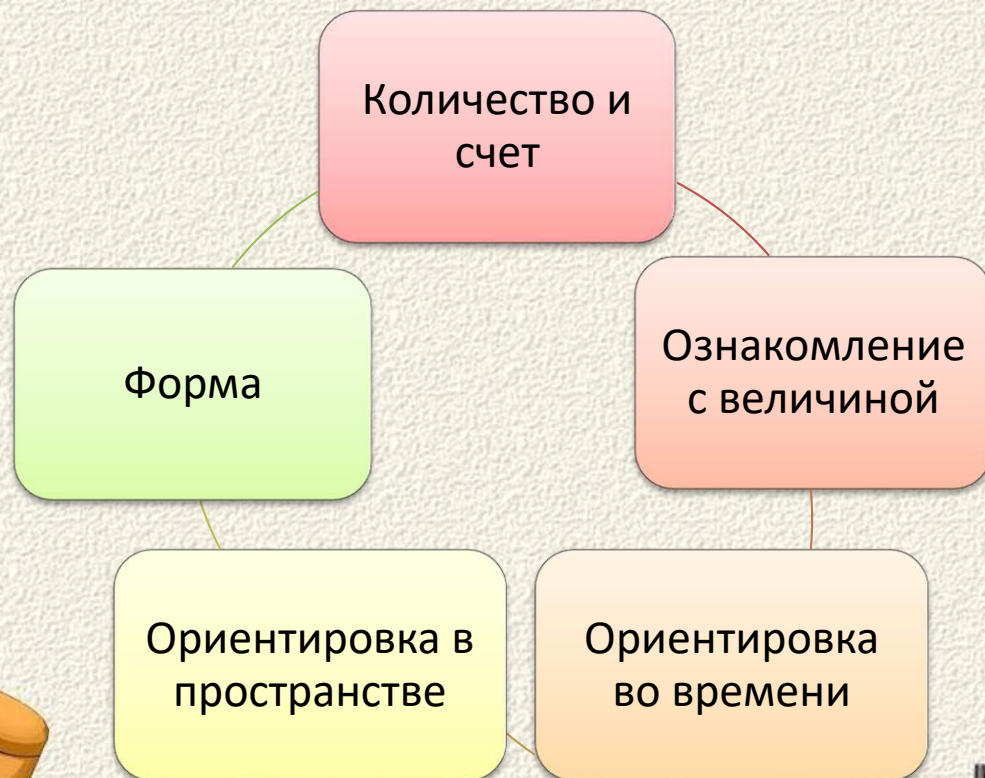 Количество и
счет
Ознакомление
с величиной
Ориентировка
во времени
Ориентировка в
пространстве
Форма